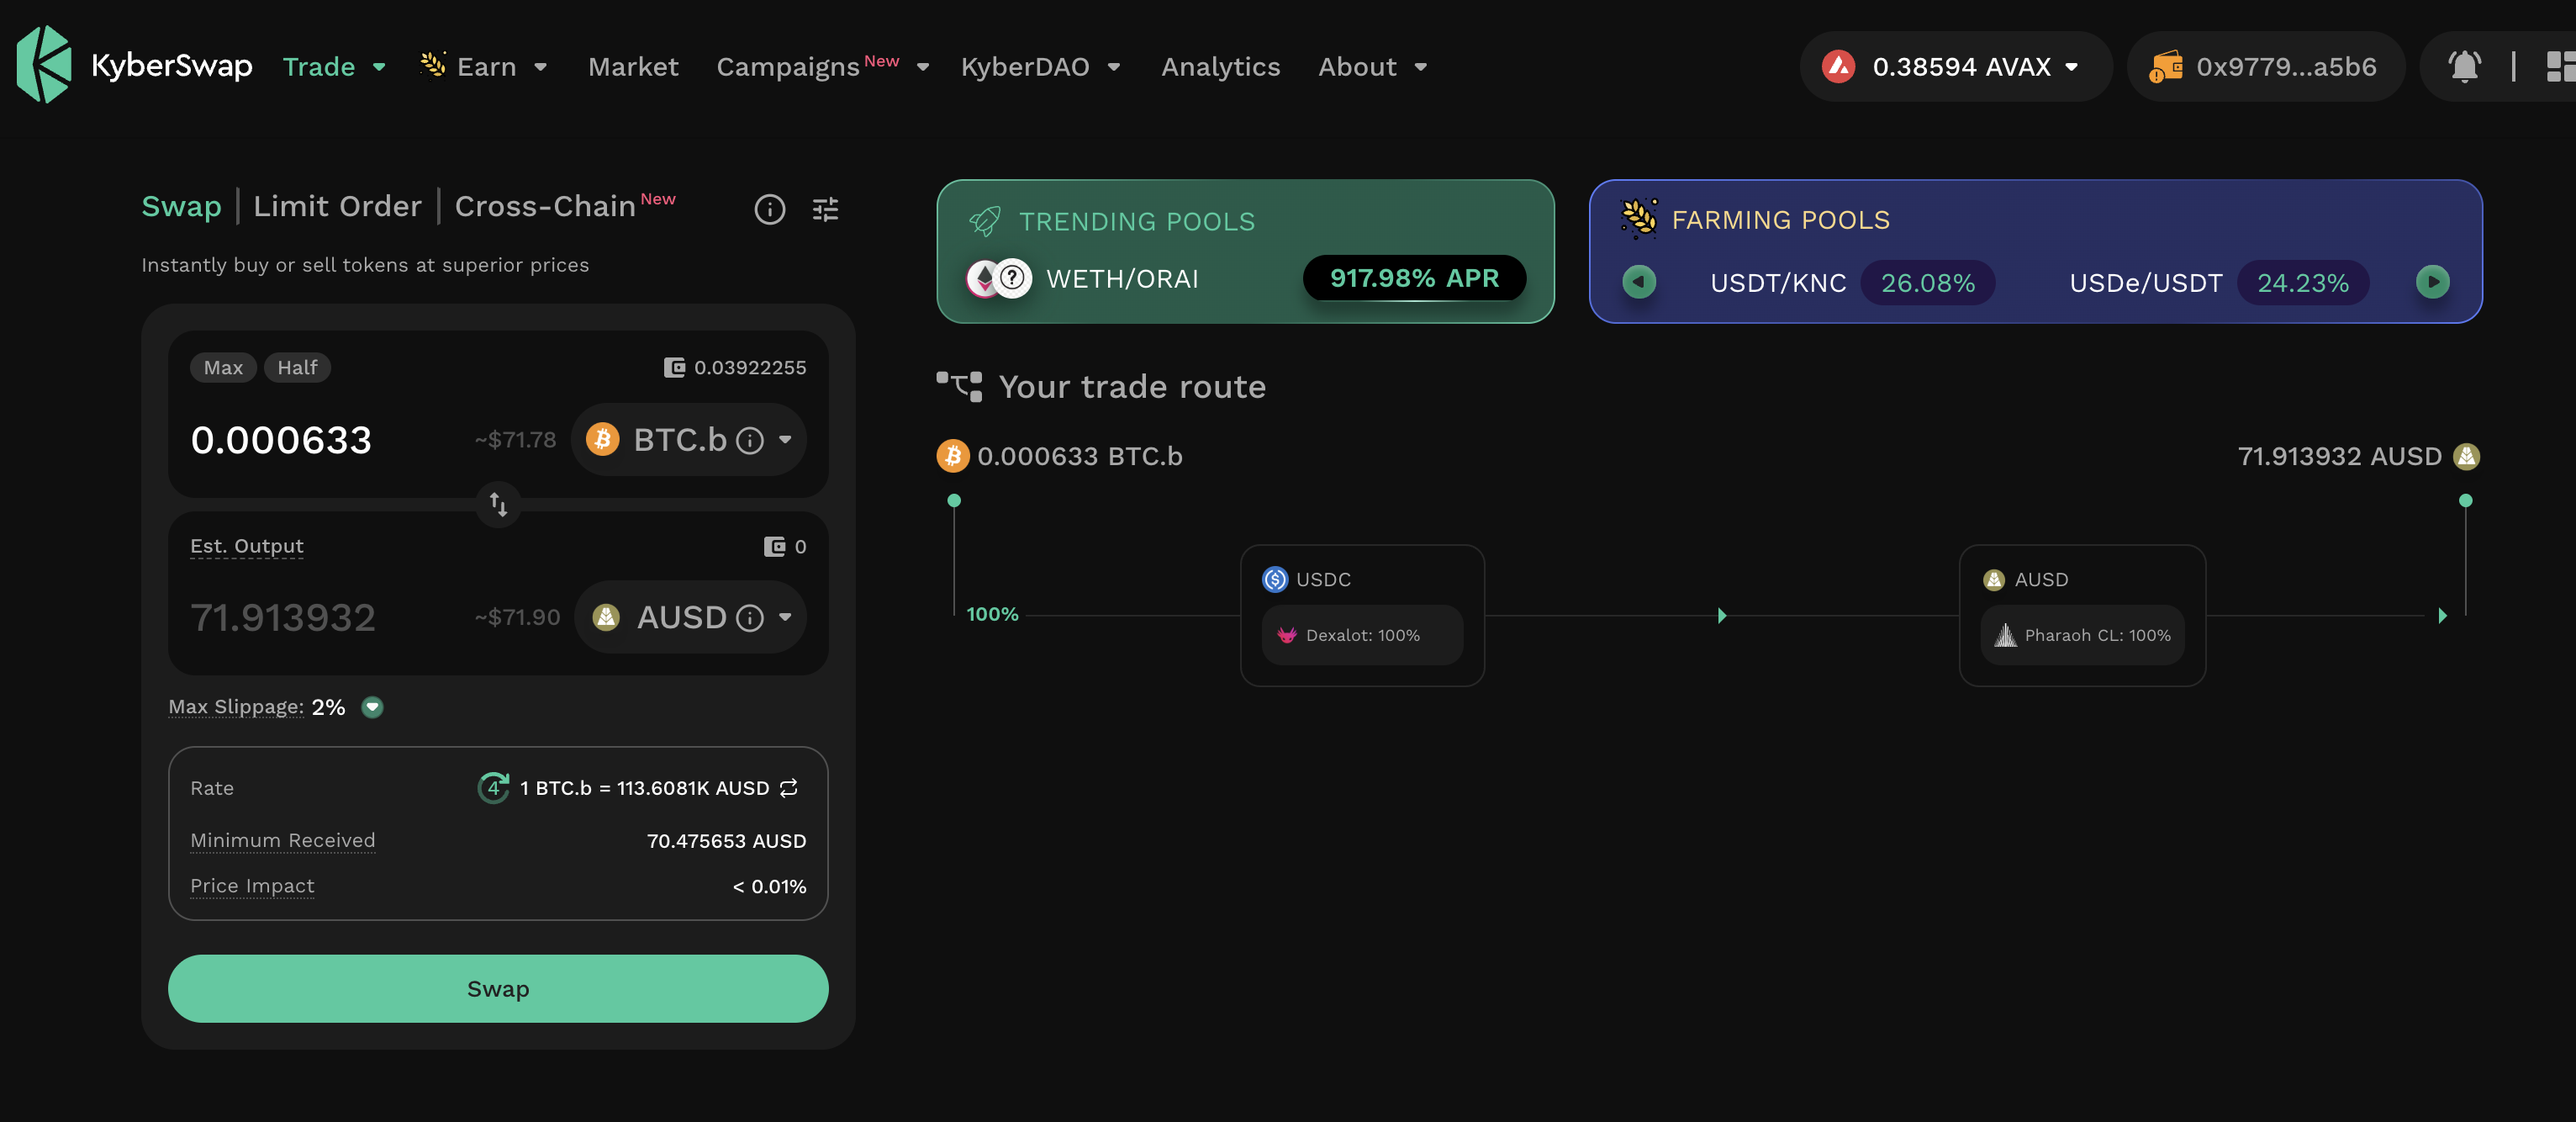 KyberSwap Trade Earn Market Campaigns New KyberDAO Analytics About 0.38594 AVAX 0x9779...a5b6
Swap | Limit Order | Cross-Chain New
Instantly buy or sell tokens at superior prices
Max Half 0.03922255
0.000633 ~$71.78 BTC.b
Est. Output 0
71.913932 ~$71.90 AUSD
Max Slippage: 2%
Rate 4 1 BTC.b = 113.6081K AUSD
Minimum Received 70.475653 AUSD
Price Impact < 0.01%
Swap
TRENDING POOLS
WETH/ORAI 917.98% APR
FARMING POOLS
USDT/KNC 26.08% USDe/USDT 24.23%
Your trade route
0.000633 BTC.b 71.913932 AUSD
100%
USDC
Dexalot: 100%
AUSD
Pharaoh CL: 100%